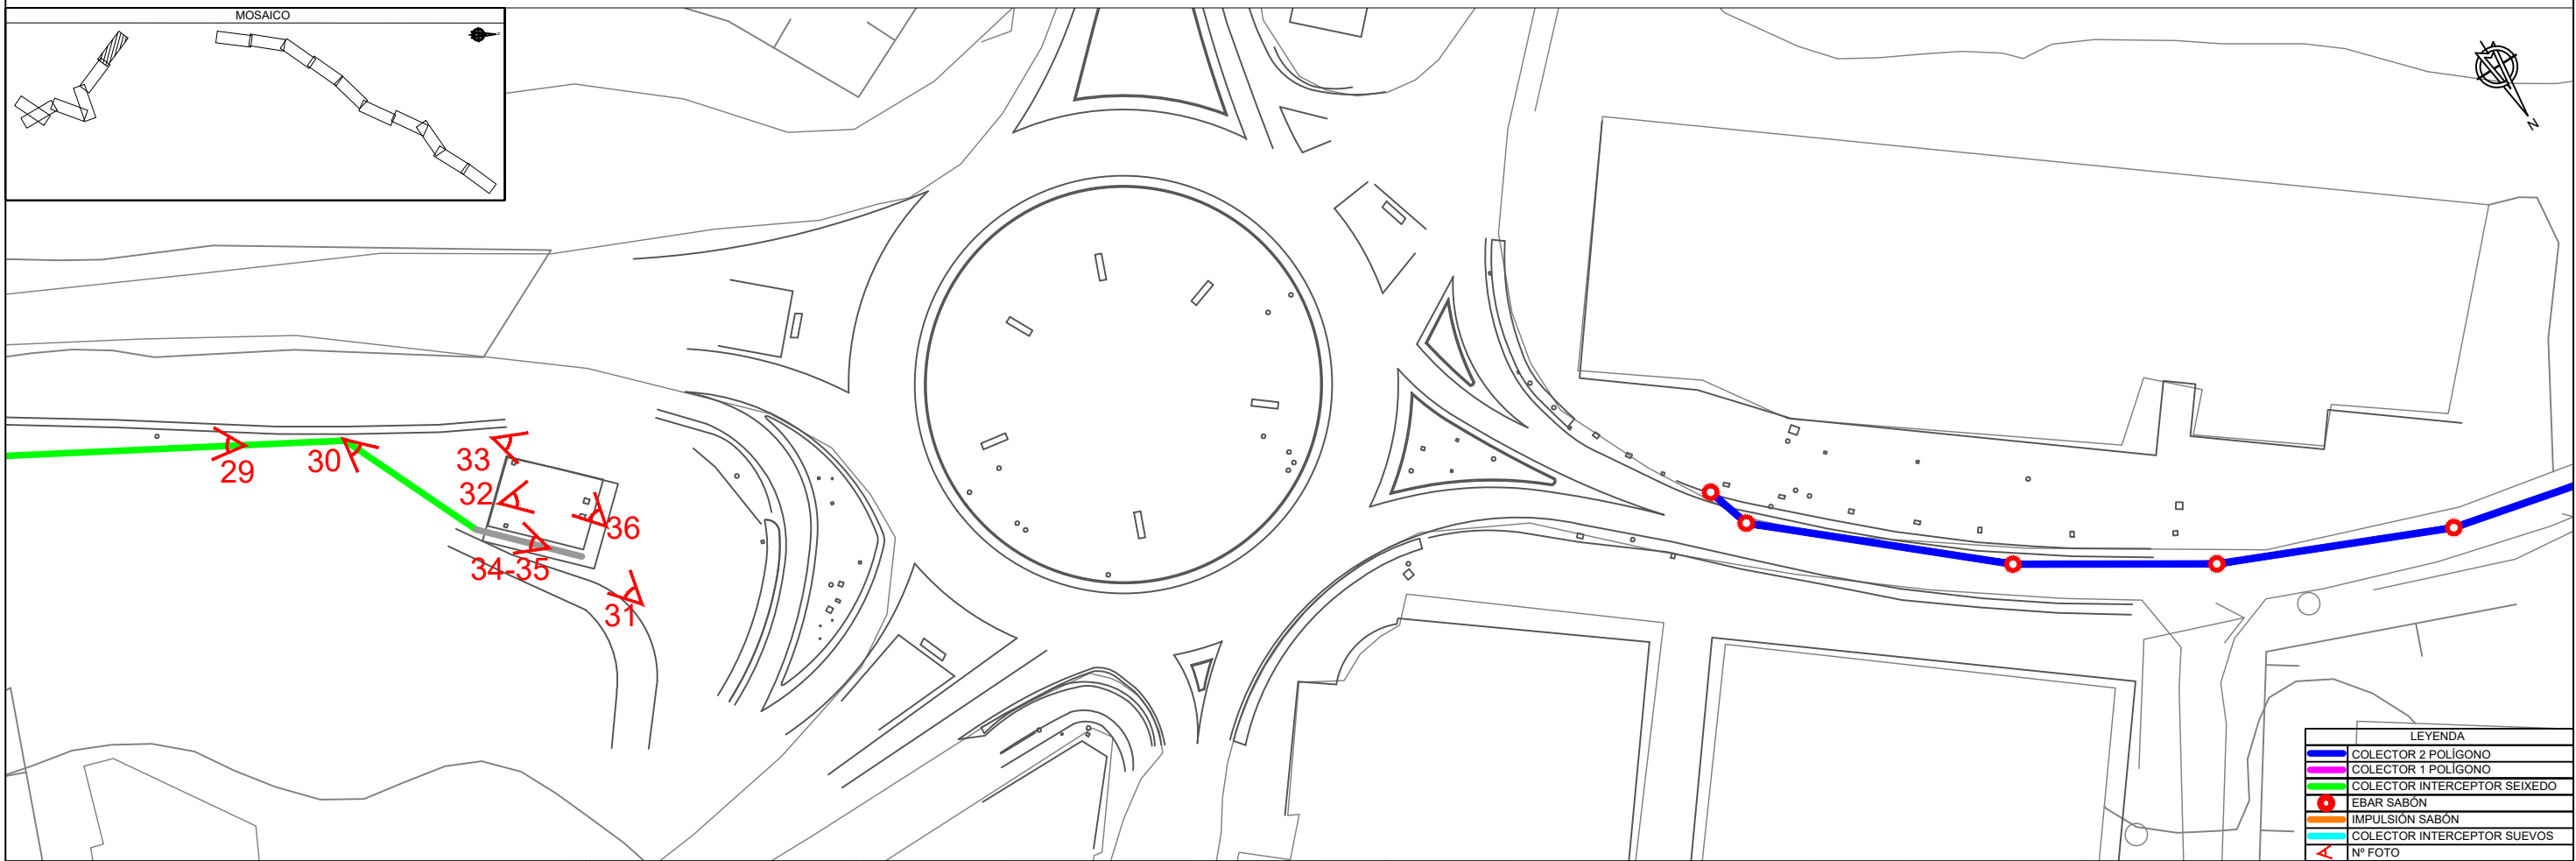 MOSAICO
N
33
30
29
32
36
34-35
31
LEYENDA
COLECTOR 2 POLÍGONO
COLECTOR 1 POLÍGONO
COLECTOR INTERCEPTOR SEIXEDO
EBAR SABÓN
IMPULSIÓN SABÓN
COLECTOR INTERCEPTOR SUEVOS
Nº FOTO